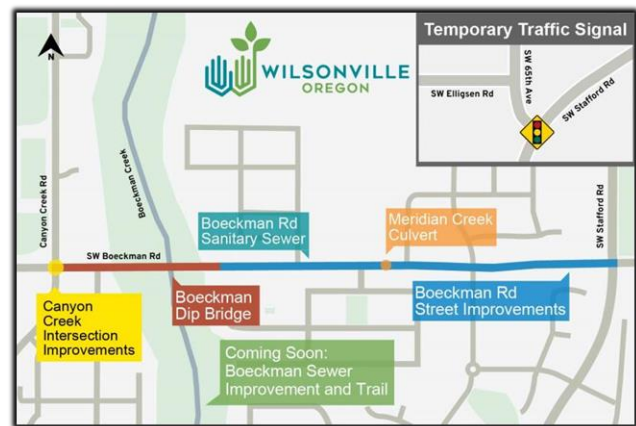 Temporary Traffic Signal
SW 65th Ave
SW Elligsen Rd
SW Stafford Rd
N
WILSONVILLE
OREGON
Canyon Creek Rd
Boeckman Creek
SW Stafford Rd
Boeckman Rd
Sanitary Sewer
Meridian Creek
Culvert
SW Boeckman Rd
Canyon
Creek
Intersection
Improvements
Boeckman
Dip Bridge
Boeckman Rd
Street Improvements
Coming Soon:
Boeckman Sewer
Improvement and Trail